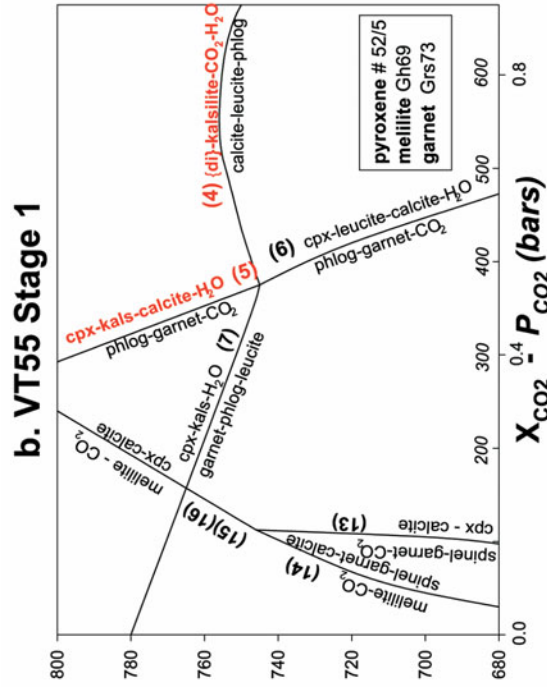 b. VT55 Stage 1
800
780
760
740
720
700
680
0.0
200
0.4
300
400
500
0.8
600
X_CO2 - P_CO2 (bars)
melilite - CO2
cpx-calcite
(15)(16)
cpx-kals-H2O
(7)
garnet-phlog-leucite
cpx-kals-calcite-H2O
(5)
phlog-garnet-CO2
(4) {di}-kalsilite-CO2-H2O
calcite-leucite-phlog
(6) cpx-leucite-calcite-H2O
phlog-garnet-CO2
(14)
melilite-CO2
spinel-garnet-calcite
spinel-garnet-CO2
cpx - calcite
(13)
pyroxene # 52/5
melilite Gh69
garnet Grs73